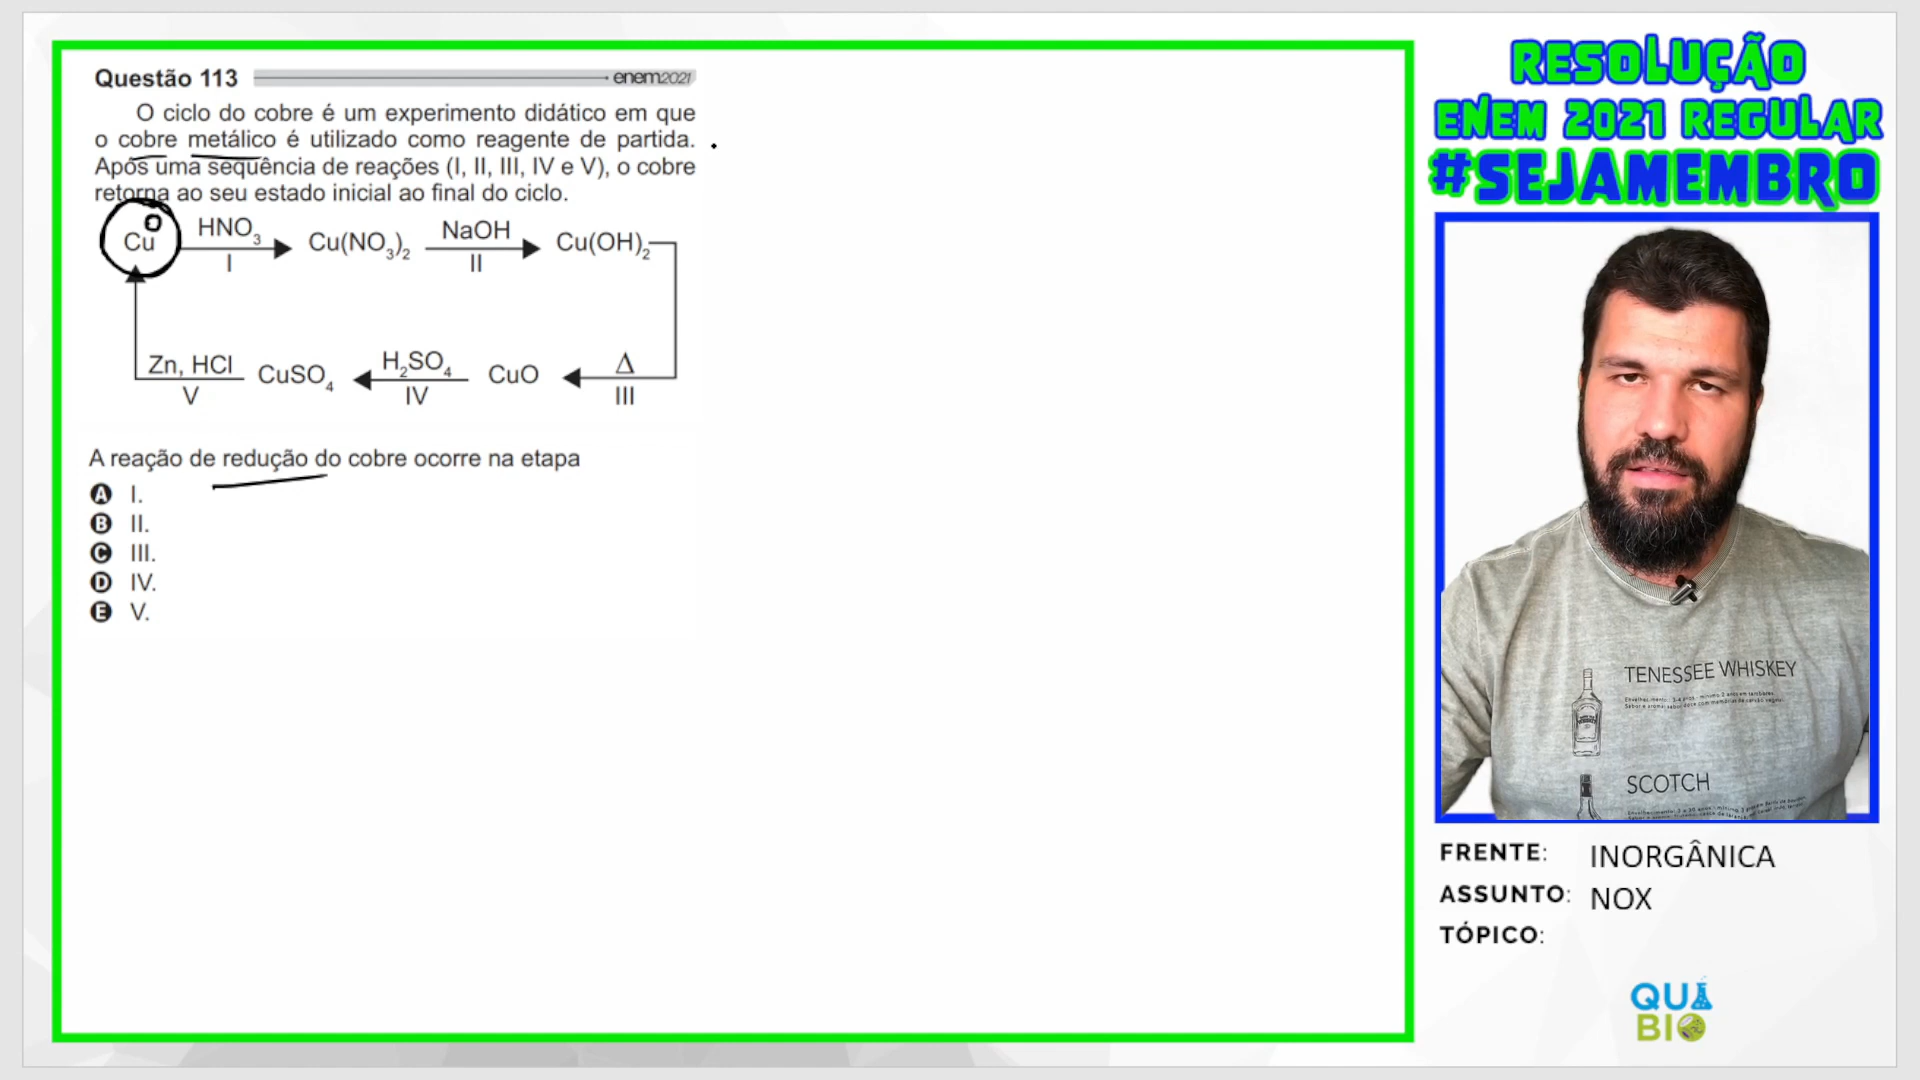 Questão 113
enem2021
O ciclo do cobre é um experimento didático em que
o cobre metálico é utilizado como reagente de partida.
Após uma sequência de reações (I, II, III, IV e V), o cobre
retorna ao seu estado inicial ao final do ciclo.
Cu⁰ HNO₃ I Cu(NO₃)₂ NaOH II Cu(OH)₂
Zn, HCl V CuSO₄ H₂SO₄ IV CuO Δ III
A reação de redução do cobre ocorre na etapa
A I.
B II.
C III.
D IV.
E V.
RESOLUÇÃO
ENEM 2021 REGULAR
#SEJAMEMBRO
TENESSEE WHISKEY
SCOTCH
FRENTE: INORGÂNICA
ASSUNTO: NOX
TÓPICO:
QUI
BIO